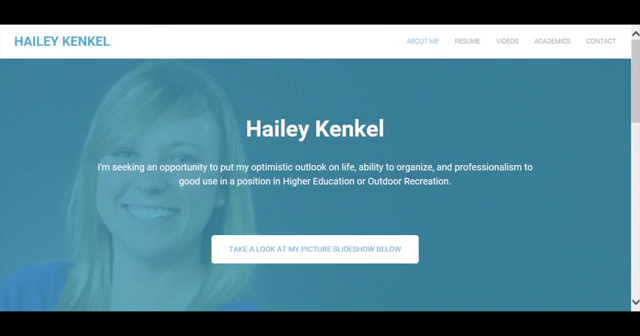 HAILEY KENKEL
ABOUT ME RESUME VIDEOS ACADEMICS CONTACT
Hailey Kenkel
I'm seeking an opportunity to put my optimistic outlook on life, ability to organize, and professionalism to
good use in a position in Higher Education or Outdoor Recreation.
TAKE A LOOK AT MY PICTURE SLIDESHOW BELOW